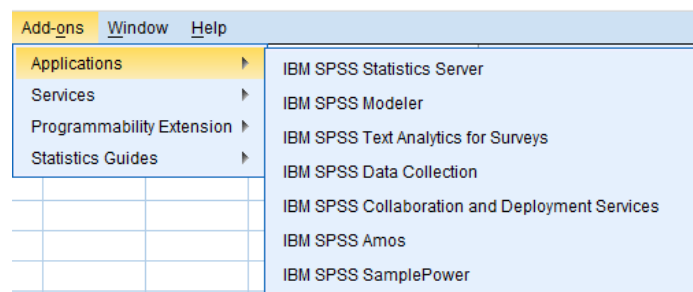 Add-ons Window Help
Applications
Services
Programmability Extension
Statistics Guides
IBM SPSS Statistics Server
IBM SPSS Modeler
IBM SPSS Text Analytics for Surveys
IBM SPSS Data Collection
IBM SPSS Collaboration and Deployment Services
IBM SPSS Amos
IBM SPSS SamplePower